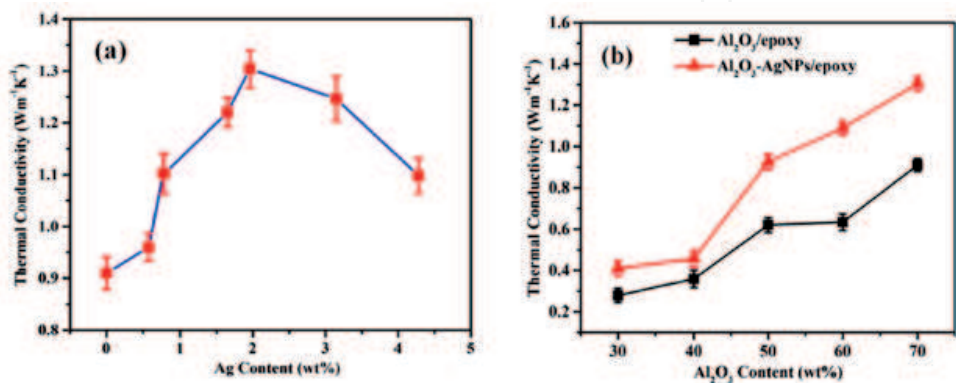 (a)
Thermal Conductivity (Wm⁻¹K⁻¹)
1.4
1.3
1.2
1.1
1.0
0.9
0.8
0 1 2 3 4 5
Ag Content (wt%)
(b)
Al₂O₃/epoxy
Al₂O₃-AgNPs/epoxy
Thermal Conductivity (Wm⁻¹K⁻¹)
1.6
1.4
1.2
1.0
0.8
0.6
0.4
0.2
30 40 50 60 70
Al₂O₃ Content (wt%)